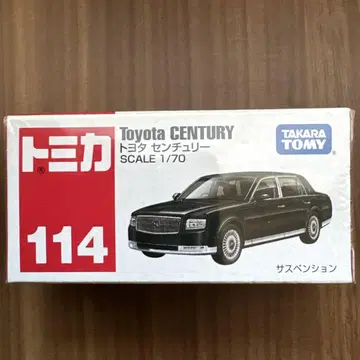 トミカ
®
114
Toyota CENTURY
トヨタ センチュリー
SCALE 1/70
TAKARA
TOMY
サスペンション